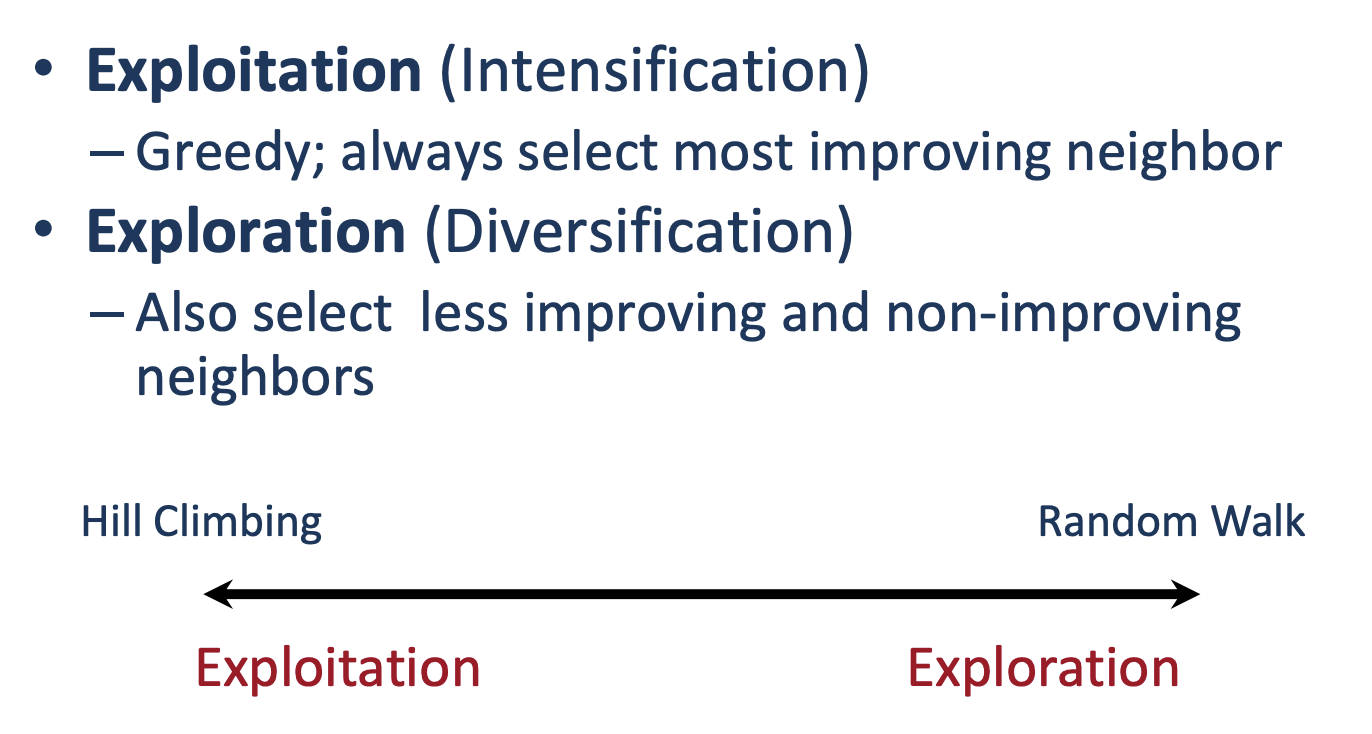 • Exploitation (Intensification)
– Greedy; always select most improving neighbor
• Exploration (Diversification)
– Also select  less improving and non-improving
neighbors
Hill Climbing
Random Walk
Exploitation
Exploration